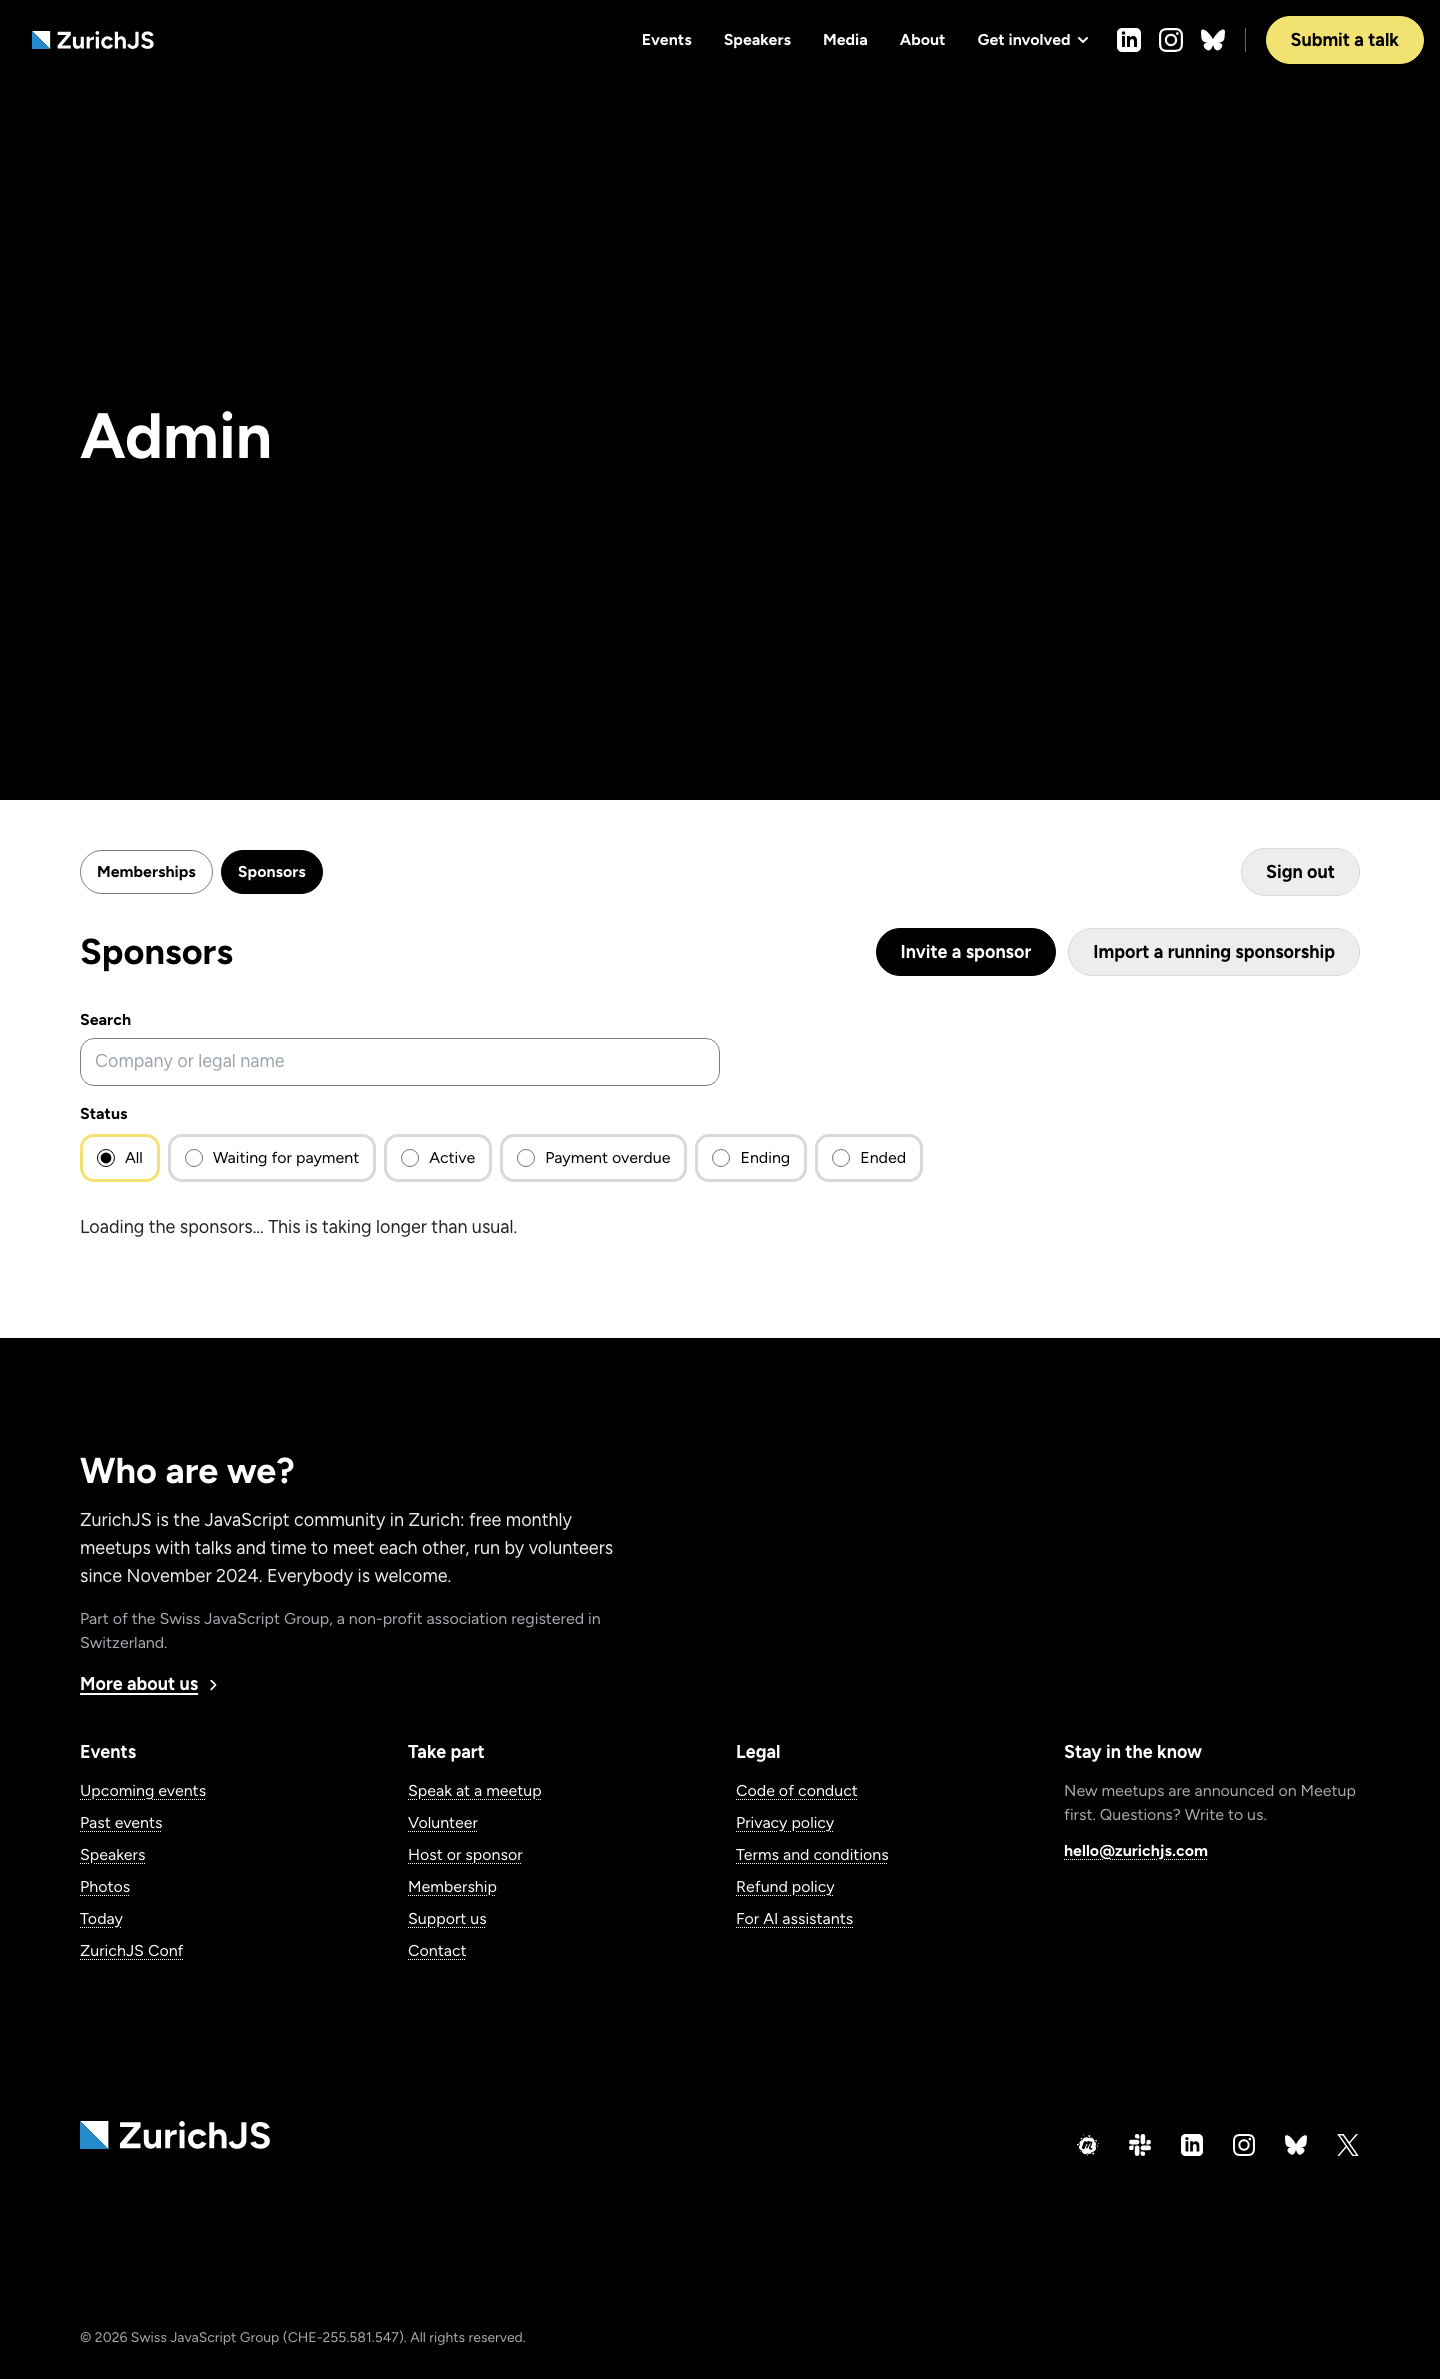 ZurichJS
Events
Speakers
Media
About
Get involved
Submit a talk
Admin
Memberships
Sponsors
Sign out
Sponsors
Invite a sponsor
Import a running sponsorship
Search
Company or legal name
Status
All
Waiting for payment
Active
Payment overdue
Ending
Ended
Loading the sponsors... This is taking longer than usual.
Who are we?
ZurichJS is the JavaScript community in Zurich: free monthly
meetups with talks and time to meet each other, run by volunteers
since November 2024. Everybody is welcome.
Part of the Swiss JavaScript Group, a non-profit association registered in
Switzerland.
More about us
Events
Upcoming events
Past events
Speakers
Photos
Today
ZurichJS Conf
Take part
Speak at a meetup
Volunteer
Host or sponsor
Membership
Support us
Contact
Legal
Code of conduct
Privacy policy
Terms and conditions
Refund policy
For AI assistants
Stay in the know
New meetups are announced on Meetup
first. Questions? Write to us.
hello@zurichjs.com
ZurichJS
© 2026 Swiss JavaScript Group (CHE-255.581.547). All rights reserved.